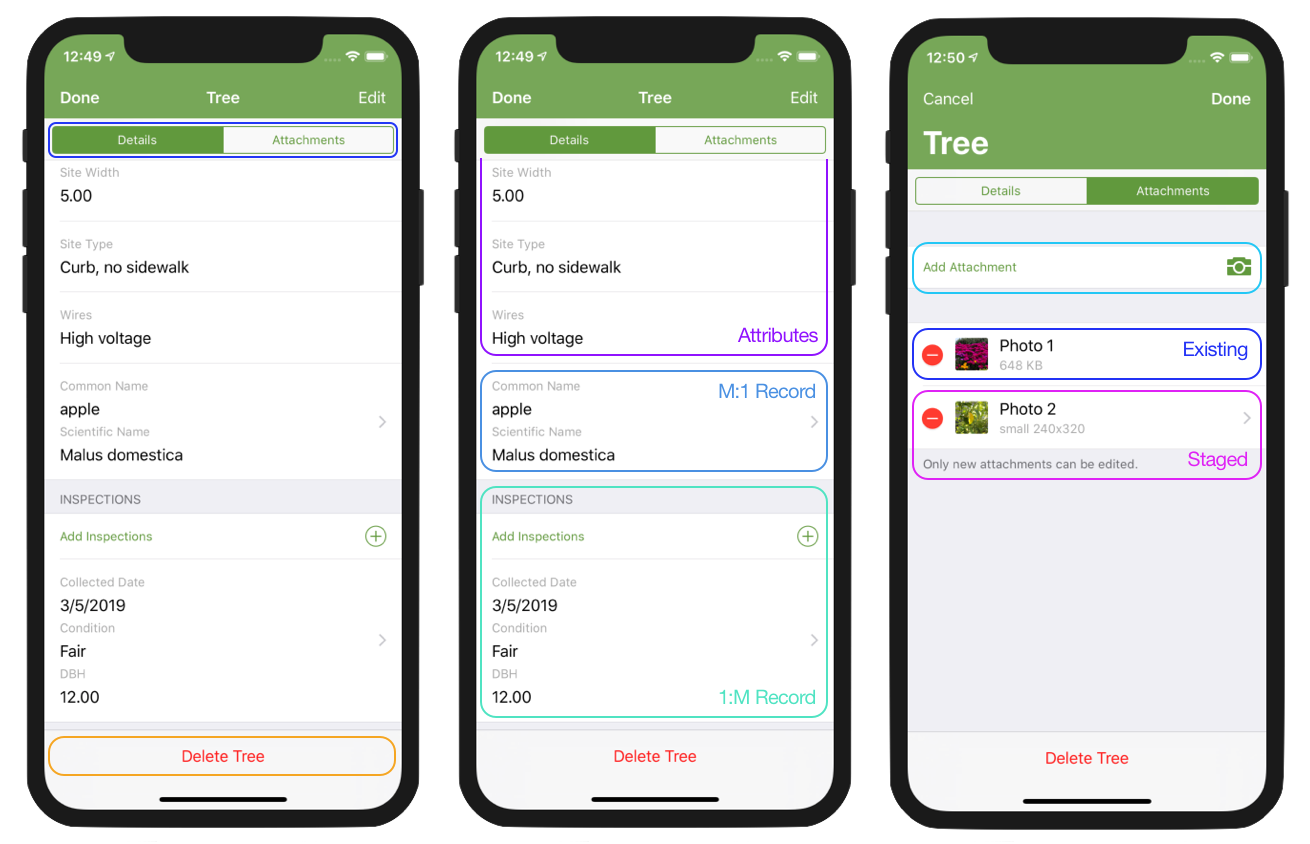 12:49
Done Tree Edit
Details Attachments
Site Width
5.00
Site Type
Curb, no sidewalk
Wires
High voltage
Common Name
apple
Scientific Name
Malus domestica
INSPECTIONS
Add Inspections
Collected Date
3/5/2019
Condition
Fair
DBH
12.00
Delete Tree
12:49
Done Tree Edit
Details Attachments
Site Width
5.00
Site Type
Curb, no sidewalk
Wires
High voltage
Attributes
Common Name
M:1 Record
apple
Scientific Name
Malus domestica
INSPECTIONS
Add Inspections
Collected Date
3/5/2019
Condition
Fair
DBH
12.00
1:M Record
Delete Tree
12:50
Cancel Done
Tree
Details Attachments
Add Attachment
Photo 1
Existing
648 KB
Photo 2
small 240x320
Only new attachments can be edited.
Staged
Delete Tree